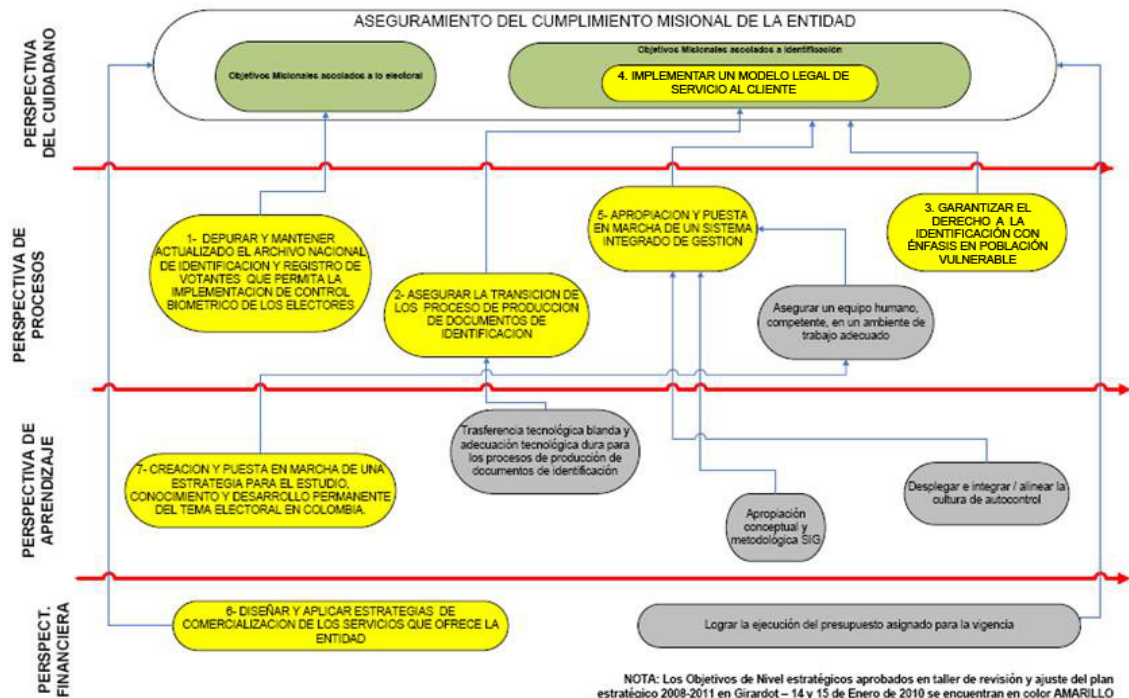 ASEGURAMIENTO DEL CUMPLIMIENTO MISIONAL DE LA ENTIDAD
PERSPECTIVA
DEL CUIDADANO
Objetivos Misionales asociados a lo electoral
Objetivos Misionales asociados a Identificación
4. IMPLEMENTAR UN MODELO LEGAL DE
SERVICIO AL CLIENTE
PERSPECTIVA DE
PROCESOS
1- DEPURAR Y MANTENER
ACTUALIZADO EL ARCHIVO NACIONAL
DE IDENTIFICACION Y REGISTRO DE
VOTANTES QUE PERMITA LA
IMPLEMENTACION DE CONTROL
BIOMETRICO DE LOS ELECTORES
2- ASEGURAR LA TRANSICION DE
LOS PROCESO DE PRODUCCION
DE DOCUMENTOS DE
IDENTIFICACION
5- APROPIACION Y PUESTA
EN MARCHA DE UN SISTEMA
INTEGRADO DE GESTION
3. GARANTIZAR EL
DERECHO A LA
IDENTIFICACIÓN CON
ÉNFASIS EN POBLACIÓN
VULNERABLE
Asegurar un equipo humano,
competente, en un ambiente de
trabajo adecuado
PERSPECTIVA DE
APRENDIZAJE
7- CREACION Y PUESTA EN MARCHA DE UNA
ESTRATEGIA PARA EL ESTUDIO,
CONOCIMIENTO Y DESARROLLO PERMANENTE
DEL TEMA ELECTORAL EN COLOMBIA.
Trasferencia tecnológica blanda y
adecuación tecnológica dura para
los procesos de producción de
documentos de identificación
Apropiación
conceptual y
metodológica SIG
Desplegar e integrar / alinear la
cultura de autocontrol
PERSPECT.
FINANCIERA
6- DISEÑAR Y APLICAR ESTRATEGIAS DE
COMERCIALIZACION DE LOS SERVICIOS QUE OFRECE LA
ENTIDAD
Lograr la ejecución del presupuesto asignado para la vigencia
NOTA: Los Objetivos de Nivel estratégicos aprobados en taller de revisión y ajuste del plan
estratégico 2008-2011 en Girardot – 14 y 15 de Enero de 2010 se encuentran en color AMARILLO